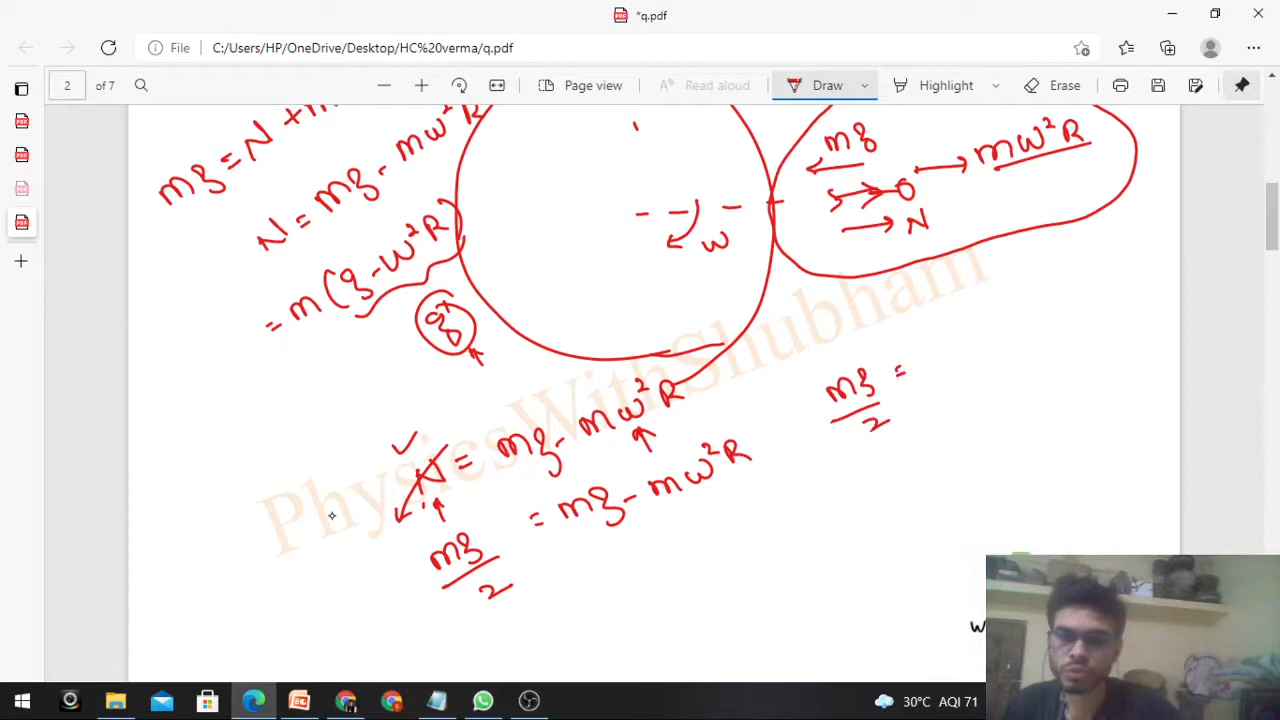 *q.pdf
File C:/Users/HP/OneDrive/Desktop/HC%20verma/q.pdf
2 of 7
Page view
Read aloud
Draw
Highlight
Erase
mg = N + m
N = mg - mω²R
= m(g - ω²R)
g
ω
mg
mω²R
N
N = mg - mω²R
mg/2 = mg - mω²R
mg/2 =
PhysicsWithShubham
w
30°C AQI 71